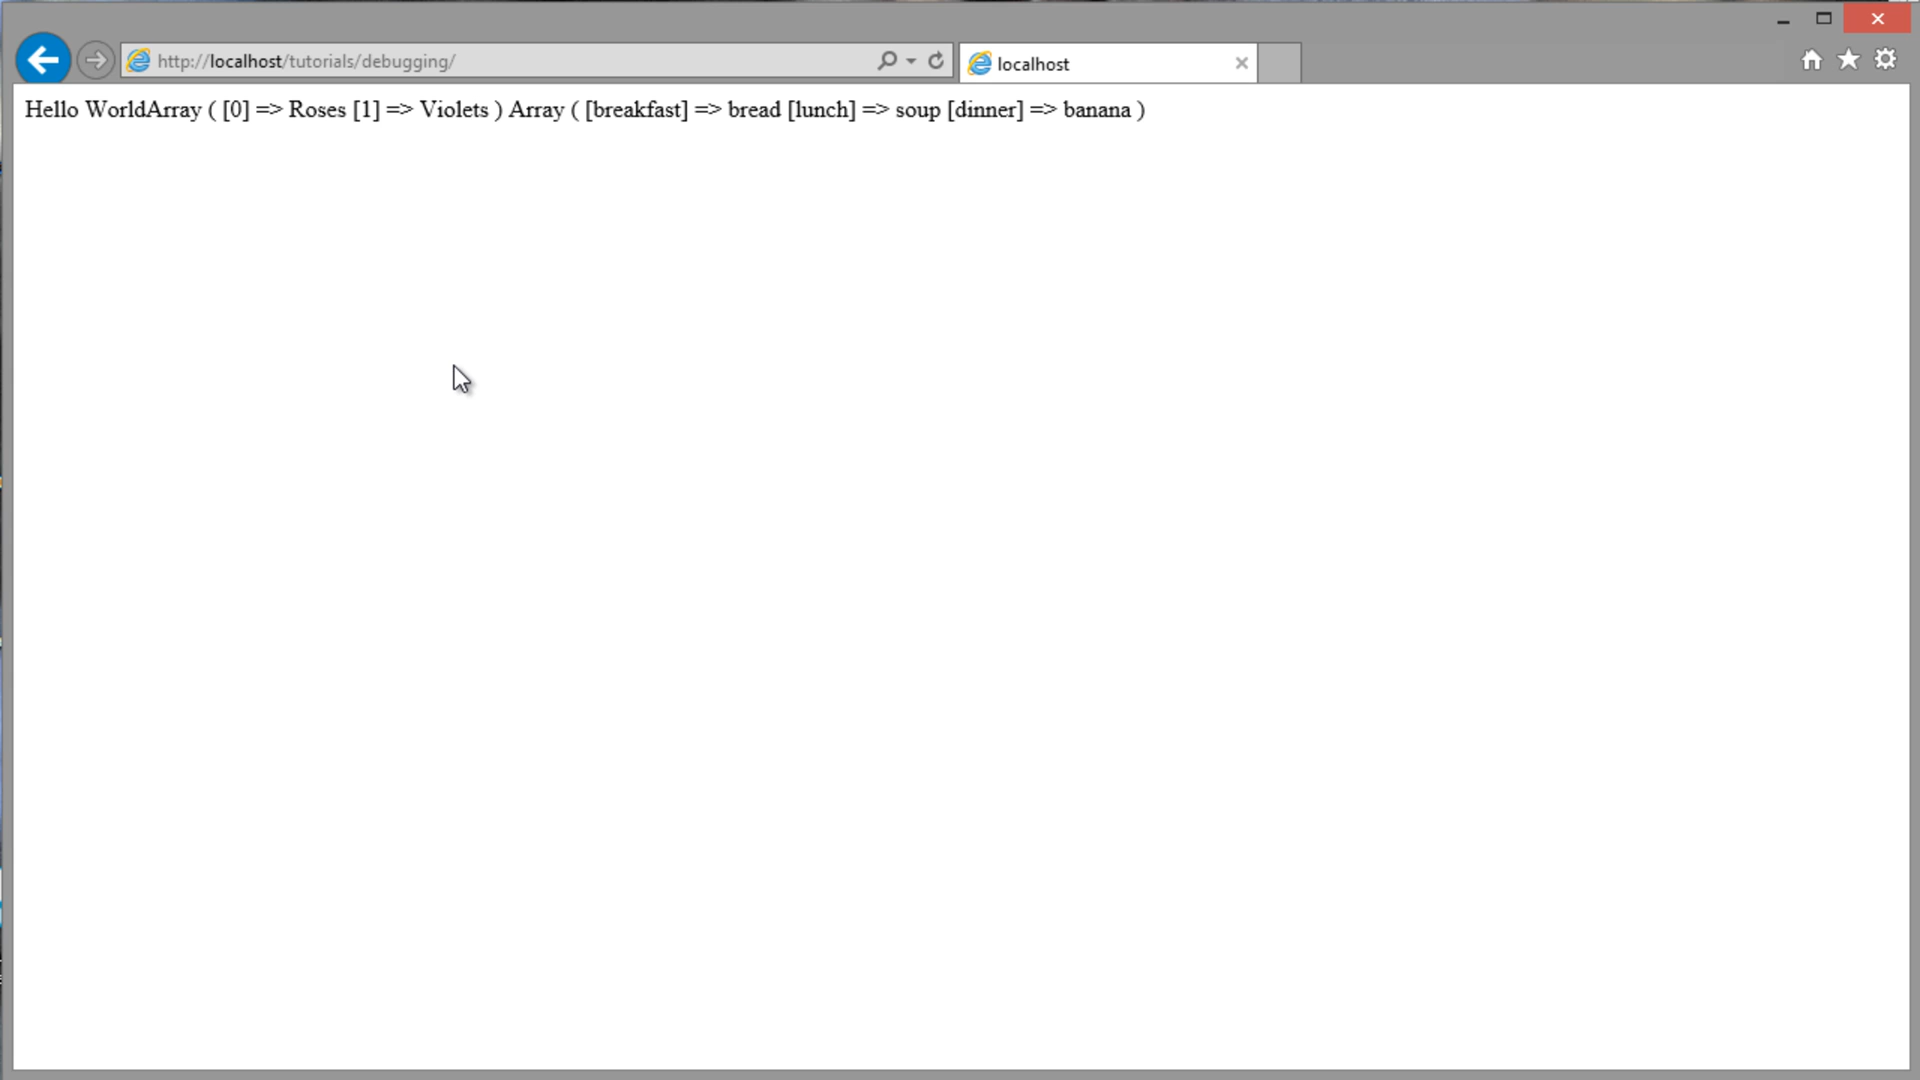 http://localhost/tutorials/debugging/
localhost
Hello WorldArray ( [0] => Roses [1] => Violets ) Array ( [breakfast] => bread [lunch] => soup [dinner] => banana )